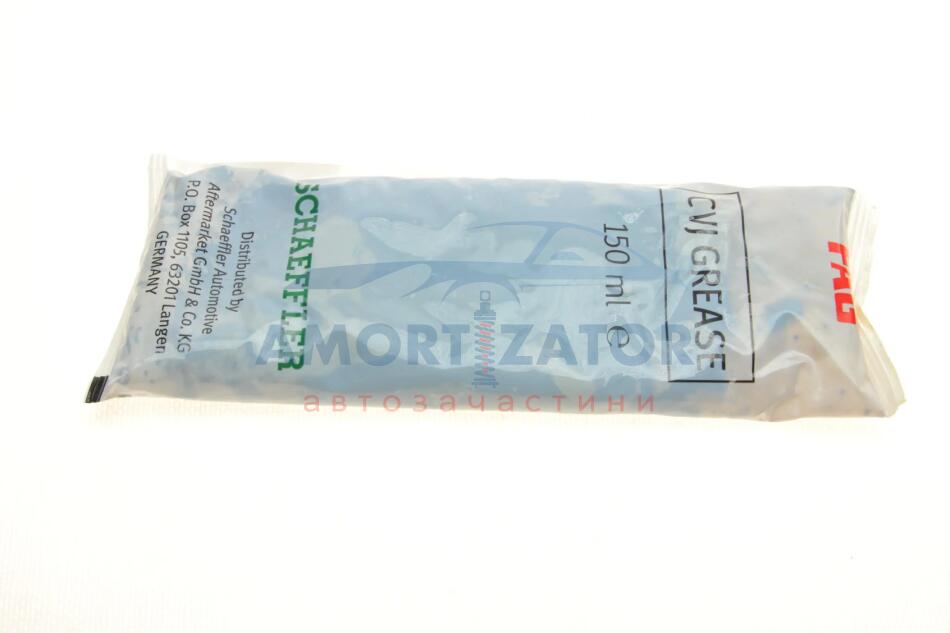 FAG
CVJ GREASE
150 ml ℮
SCHAEFFLER
Distributed by
Schaeffler Automotive
Aftermarket GmbH & Co. KG
P.O. Box 1105, 63201 Langen
GERMANY
AMORTIZATOR
автозачастини